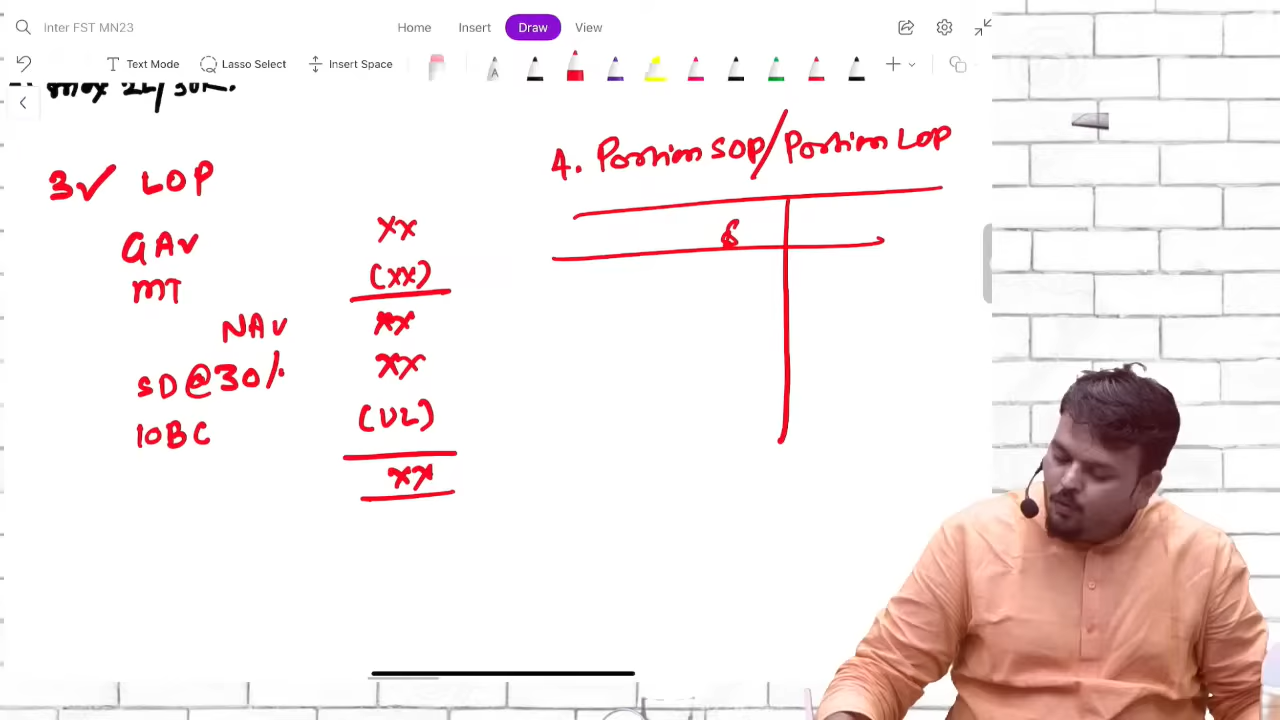 Inter FST MN23
Home Insert Draw View
Text Mode Lasso Select Insert Space
3✓ LOP
GAV XX
MT (XX)
NAV XX
SD@30% XX
IOBC (UL)
XX
4. Portion SOP/Portion LOP